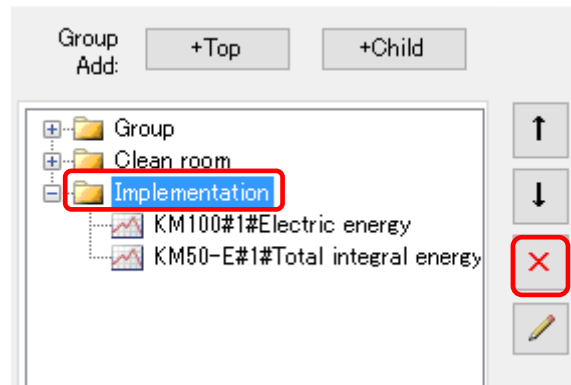 Group
Add:
+Top
+Child
Group
Clean room
Implementation
KM100#1#Electric energy
KM50-E#1#Total integral energy